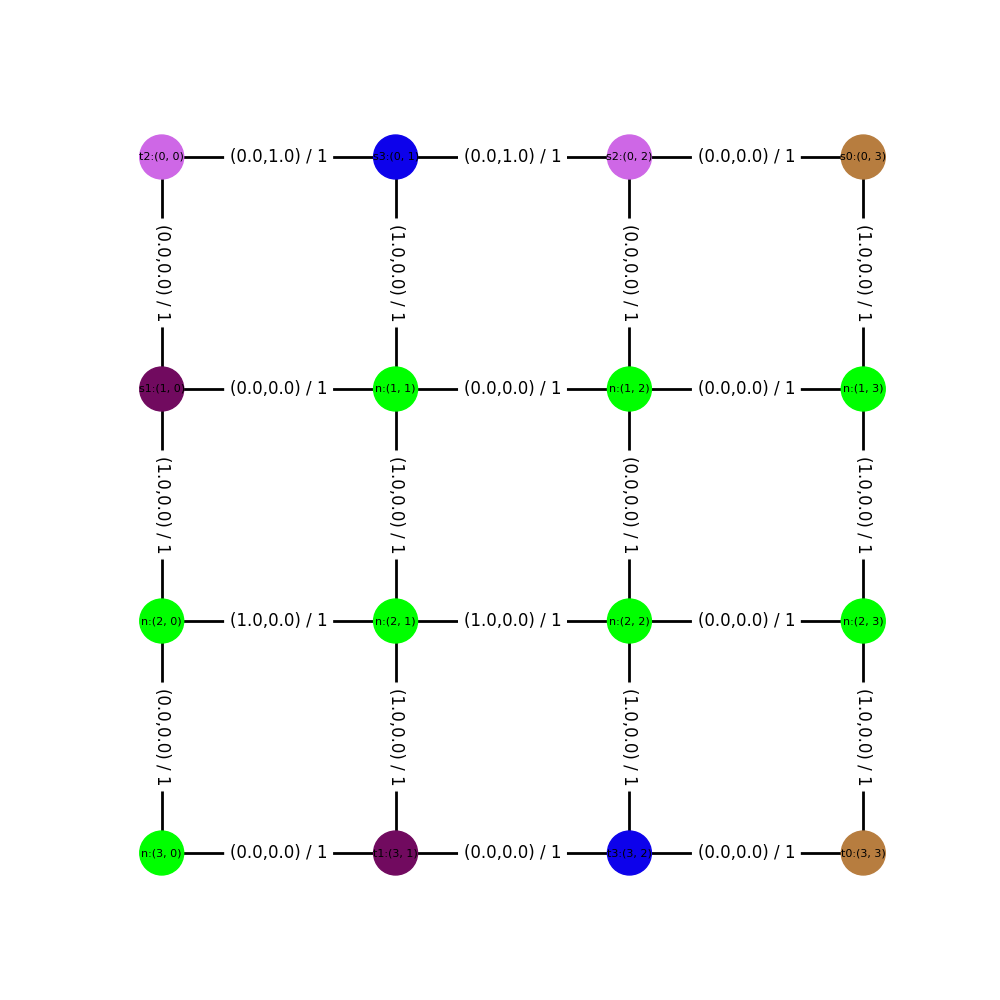 t2:(0, 0) (0.0,1.0) / 1 s3:(0, 1) (0.0,1.0) / 1 s2:(0, 2) (0.0,0.0) / 1 s0:(0, 3)
(0.0,0.0) / 1 (1.0,0.0) / 1 (0.0,0.0) / 1 (1.0,0.0) / 1
s1:(1, 0) (0.0,0.0) / 1 n:(1, 1) (0.0,0.0) / 1 n:(1, 2) (0.0,0.0) / 1 n:(1, 3)
(1.0,0.0) / 1 (1.0,0.0) / 1 (0.0,0.0) / 1 (1.0,0.0) / 1
n:(2, 0) (1.0,0.0) / 1 n:(2, 1) (1.0,0.0) / 1 n:(2, 2) (0.0,0.0) / 1 n:(2, 3)
(0.0,0.0) / 1 (1.0,0.0) / 1 (1.0,0.0) / 1 (1.0,0.0) / 1
n:(3, 0) (0.0,0.0) / 1 t1:(3, 1) (0.0,0.0) / 1 t3:(3, 2) (0.0,0.0) / 1 t0:(3, 3)